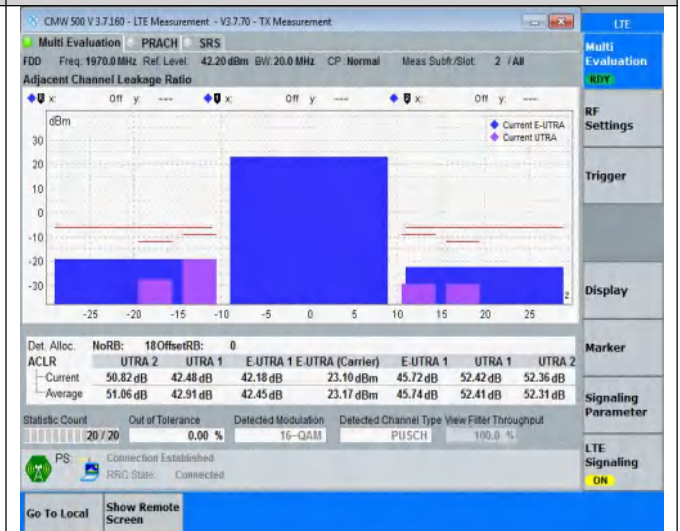 CMW 500 V 3.7.160 - LTE Measurement - V3.7.70 - TX Measurement
LTE
Multi Evaluation PRACH SRS
Multi Evaluation RDY
FDD Freq: 1970.0 MHz Ref. Level: 42.20 dBm BW: 20.0 MHz CP: Normal Meas Subfr./Slot: 2 / All
Adjacent Channel Leakage Ratio
x: Off y: --- x: Off y: --- x: Off y: ---
dBm
Current E-UTRA
Current UTRA
30
20
10
0
-10
-20
-30
-25 -20 -15 -10 -5 0 5 10 15 20 25
RF Settings
Trigger
Display
Marker
Signaling Parameter
LTE Signaling ON
Det. Alloc. NoRB: 18 OffsetRB: 0
ACLR UTRA 2 UTRA 1 E-UTRA 1 E-UTRA (Carrier) E-UTRA 1 UTRA 1 UTRA 2
Current 50.82 dB 42.48 dB 42.18 dB 23.10 dBm 45.72 dB 52.42 dB 52.36 dB
Average 51.06 dB 42.91 dB 42.45 dB 23.17 dBm 45.74 dB 52.41 dB 52.31 dB
Statistic Count Out of Tolerance Detected Modulation Detected Channel Type View Filter Throughput
20 / 20 0.00 % 16-QAM PUSCH 100.0 %
PS: Connection Established
RRC State: Connected
Go To Local Show Remote Screen